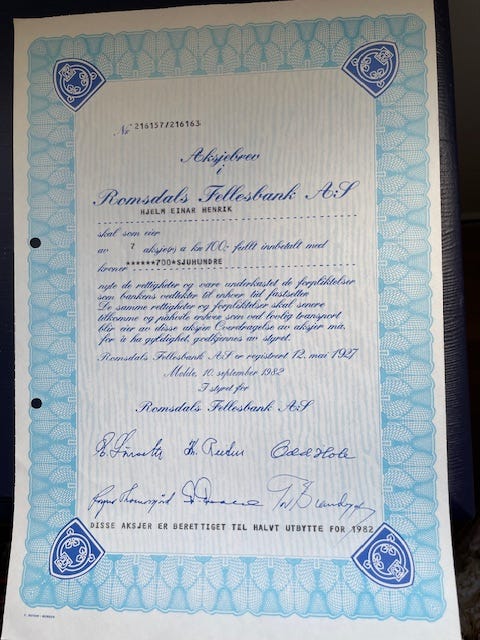 Nr 216157/216163
Aksjebrev
i
Romsdals Fellesbank A/S
HJELM EINAR HENRIK
skal som eier
av 7 aksje(r) a kr 100,- fullt innbetalt med
kroner ******700*SJUHUNDRE
nyte de rettigheter og være underkastet de forpliktelser
som bankens vedtekter til enhver tid fastsetter
De samme rettigheter og forpliktelser skal senere
tilkomme og påhvile enhver som ved lovlig transport
blir eier av disse aksjer Overdragelse av aksjer må,
for å ha gyldighet, godkjennes av styret.
Romsdals Fellesbank A/S er registrert 12. mai 1927
Molde, 10. september 1982
I styret for
Romsdals Fellesbank A/S
Odd Hole
DISSE AKSJER ER BERETTIGET TIL HALVT UTBYTTE FOR 1982